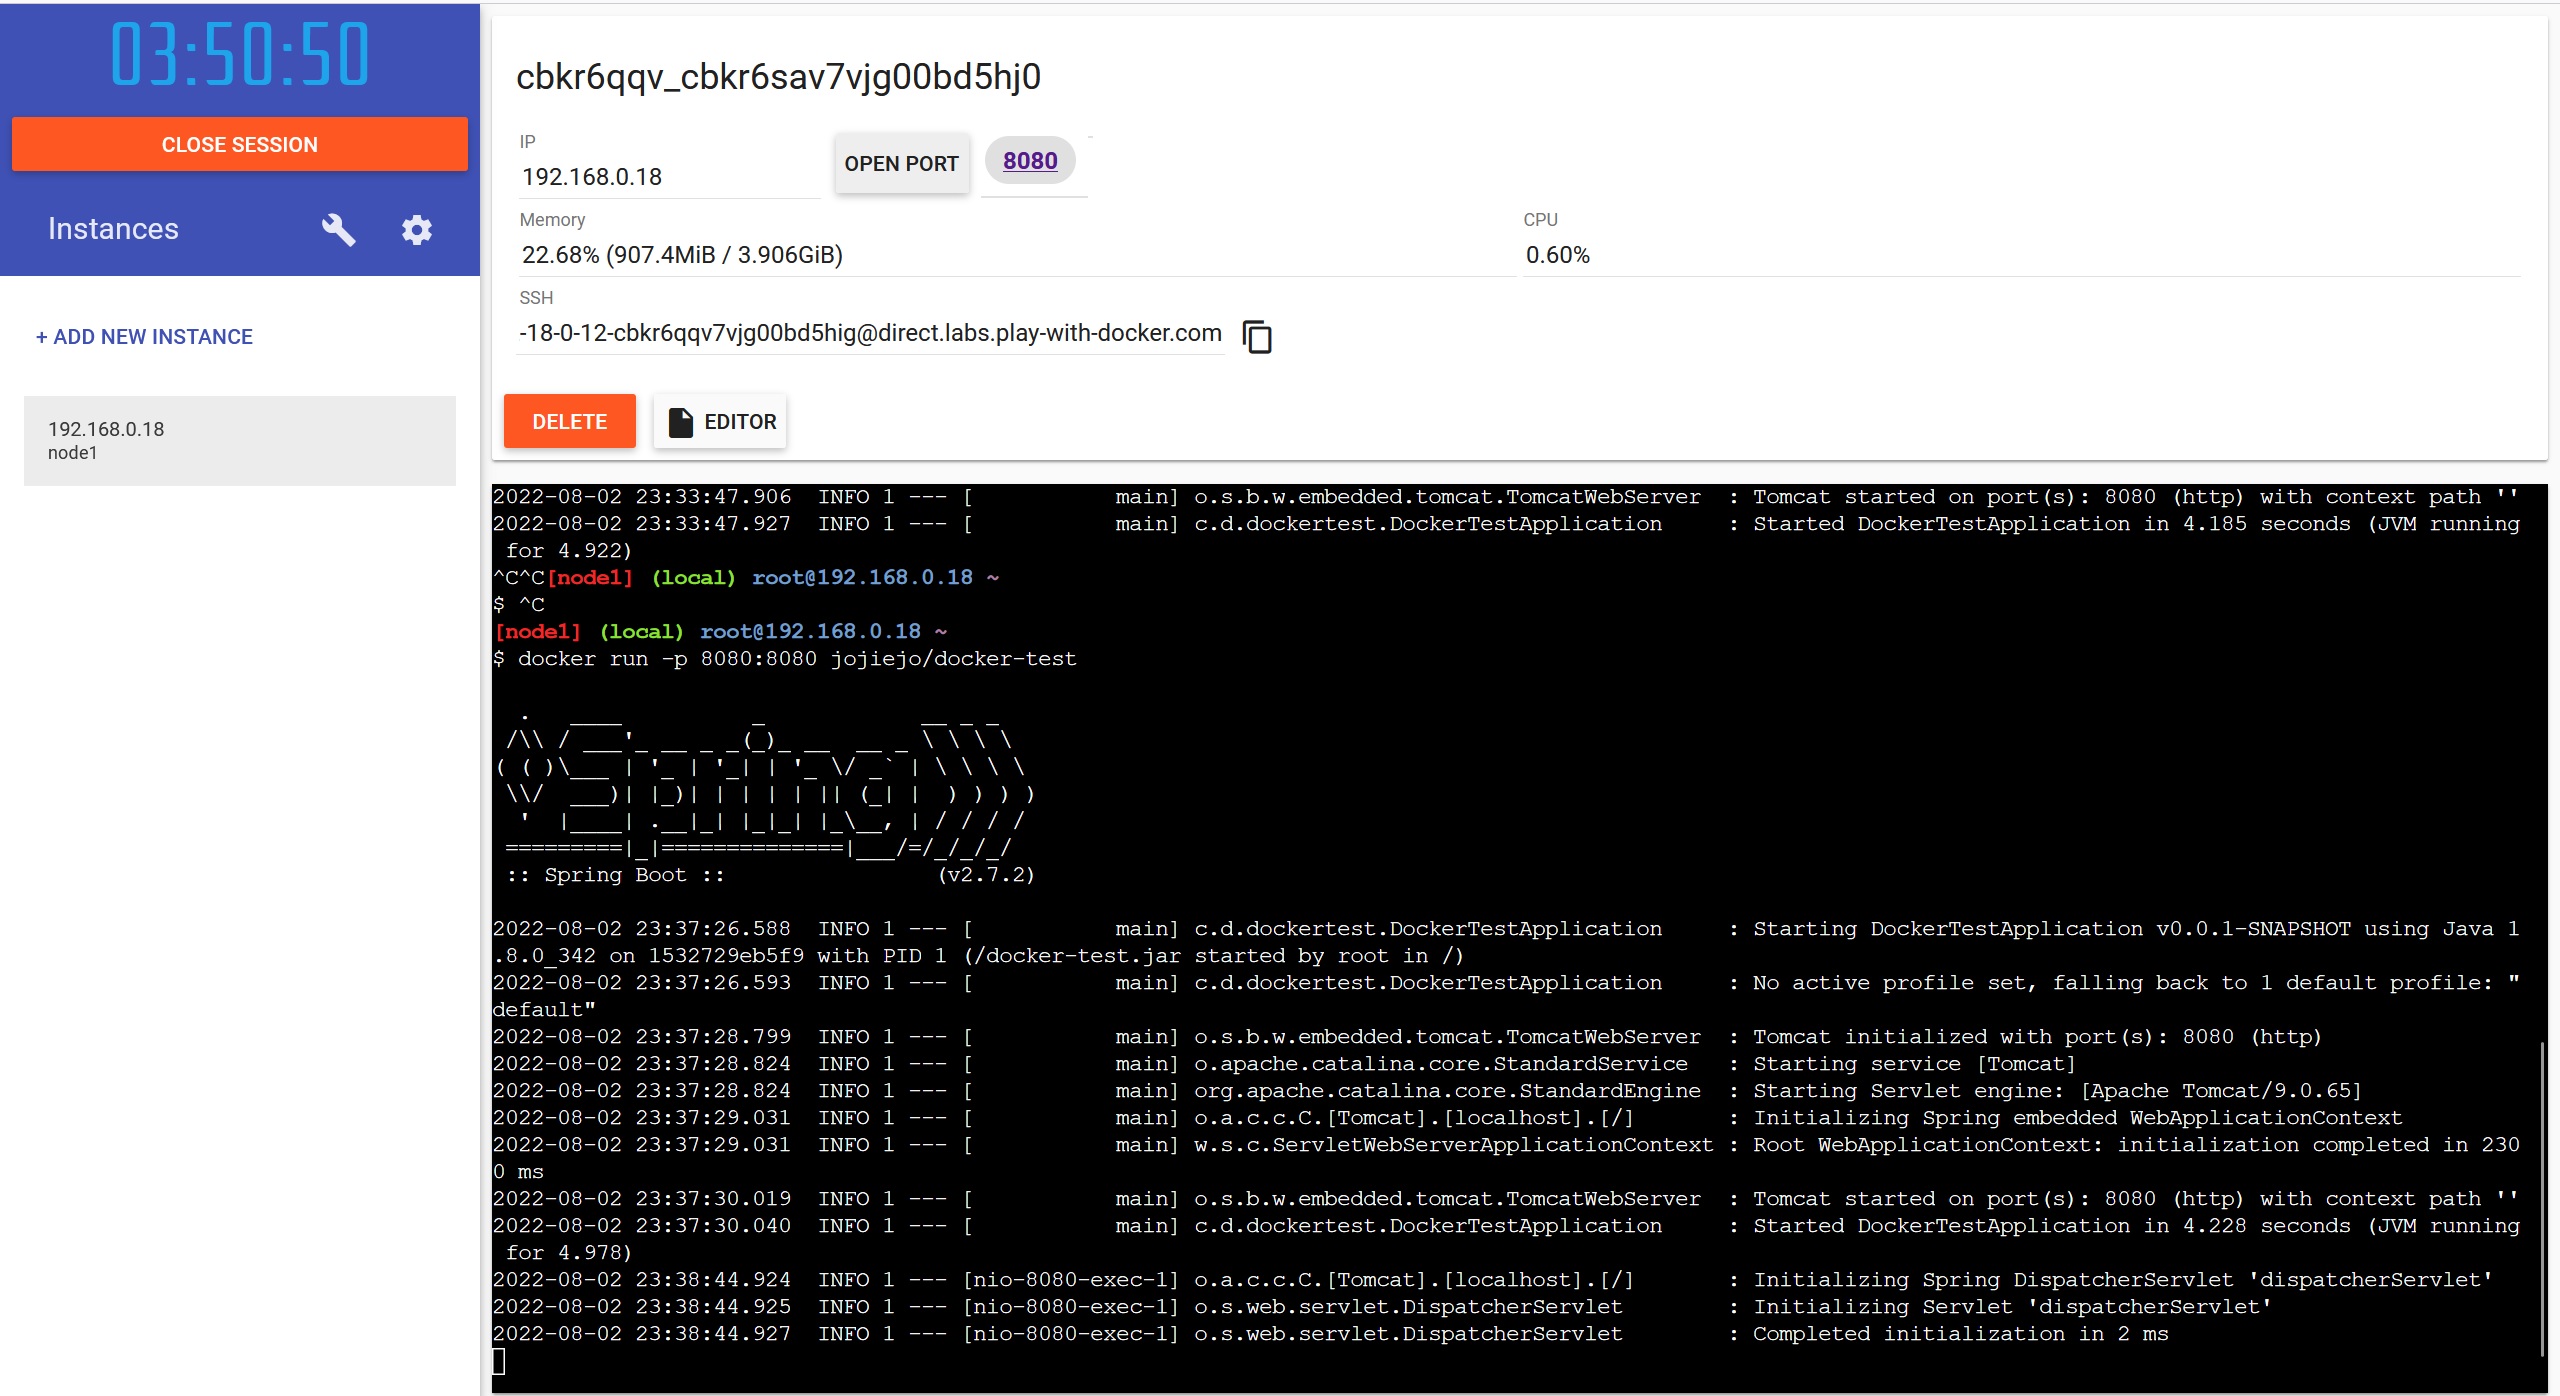 03:50:50
CLOSE SESSION
Instances
+ ADD NEW INSTANCE
192.168.0.18
node1
cbkr6qqv_cbkr6sav7vjg00bd5hj0
IP
192.168.0.18
OPEN PORT
8080
Memory
22.68% (907.4MiB / 3.906GiB)
CPU
0.60%
SSH
-18-0-12-cbkr6qqv7vjg00bd5hig@direct.labs.play-with-docker.com
DELETE
EDITOR
2022-08-02 23:33:47.906  INFO 1 --- [           main] o.s.b.w.embedded.tomcat.TomcatWebServer  : Tomcat started on port(s): 8080 (http) with context path ''
2022-08-02 23:33:47.927  INFO 1 --- [           main] c.d.dockertest.DockerTestApplication     : Started DockerTestApplication in 4.185 seconds (JVM running
 for 4.922)
^C^C[node1] (local) root@192.168.0.18 ~
$ ^C
[node1] (local) root@192.168.0.18 ~
$ docker run -p 8080:8080 jojiejo/docker-test
  .   ____          _            __ _ _
 /\\ / ___'_ __ _ _(_)_ __  __ _ \ \ \ \
( ( )\___ | '_ | '_| | '_ \/ _` | \ \ \ \
 \\/  ___)| |_)| | | | | || (_| |  ) ) ) )
  '  |____| .__|_| |_|_| |_\__, | / / / /
 =========|_|==============|___/=/_/_/_/
 :: Spring Boot ::                (v2.7.2)
2022-08-02 23:37:26.588  INFO 1 --- [           main] c.d.dockertest.DockerTestApplication     : Starting DockerTestApplication v0.0.1-SNAPSHOT using Java 1
.8.0_342 on 1532729eb5f9 with PID 1 (/docker-test.jar started by root in /)
2022-08-02 23:37:26.593  INFO 1 --- [           main] c.d.dockertest.DockerTestApplication     : No active profile set, falling back to 1 default profile: "
default"
2022-08-02 23:37:28.799  INFO 1 --- [           main] o.s.b.w.embedded.tomcat.TomcatWebServer  : Tomcat initialized with port(s): 8080 (http)
2022-08-02 23:37:28.824  INFO 1 --- [           main] o.apache.catalina.core.StandardService   : Starting service [Tomcat]
2022-08-02 23:37:28.824  INFO 1 --- [           main] org.apache.catalina.core.StandardEngine  : Starting Servlet engine: [Apache Tomcat/9.0.65]
2022-08-02 23:37:29.031  INFO 1 --- [           main] o.a.c.c.C.[Tomcat].[localhost].[/]       : Initializing Spring embedded WebApplicationContext
2022-08-02 23:37:29.031  INFO 1 --- [           main] w.s.c.ServletWebServerApplicationContext : Root WebApplicationContext: initialization completed in 230
0 ms
2022-08-02 23:37:30.019  INFO 1 --- [           main] o.s.b.w.embedded.tomcat.TomcatWebServer  : Tomcat started on port(s): 8080 (http) with context path ''
2022-08-02 23:37:30.040  INFO 1 --- [           main] c.d.dockertest.DockerTestApplication     : Started DockerTestApplication in 4.228 seconds (JVM running
 for 4.978)
2022-08-02 23:38:44.924  INFO 1 --- [nio-8080-exec-1] o.a.c.c.C.[Tomcat].[localhost].[/]       : Initializing Spring DispatcherServlet 'dispatcherServlet'
2022-08-02 23:38:44.925  INFO 1 --- [nio-8080-exec-1] o.s.web.servlet.DispatcherServlet        : Initializing Servlet 'dispatcherServlet'
2022-08-02 23:38:44.927  INFO 1 --- [nio-8080-exec-1] o.s.web.servlet.DispatcherServlet        : Completed initialization in 2 ms